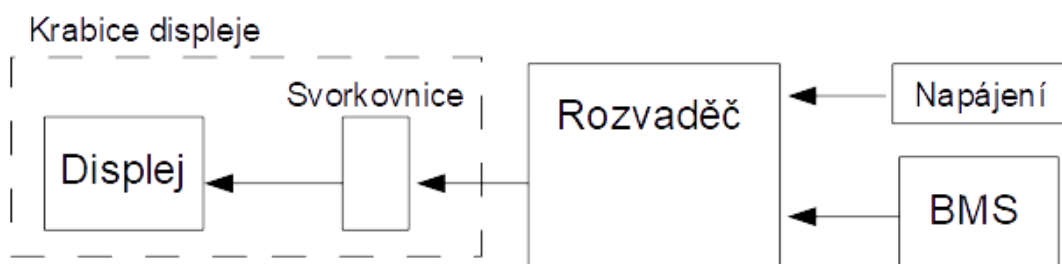 Krabice displeje
Svorkovnice
Displej
Rozvaděč
Napájení
BMS